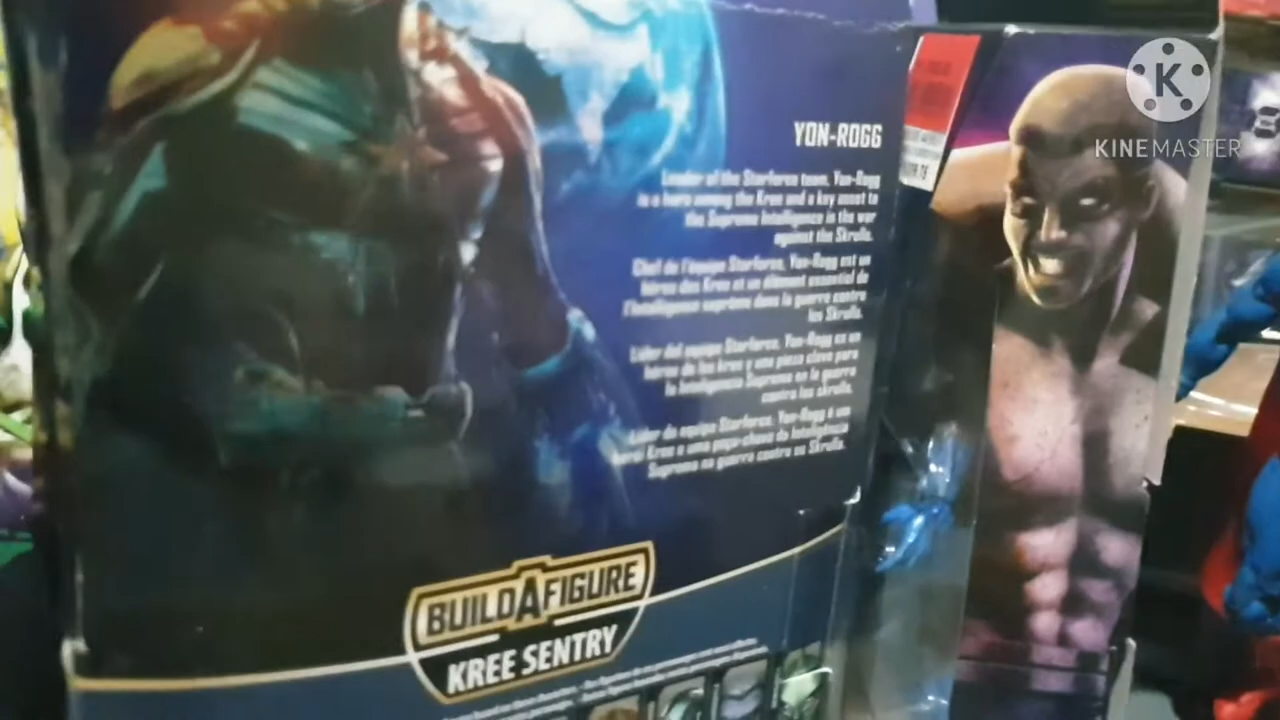 K
KINEMASTER
YON-ROGG
Leader of the Starforce team, Yon-Rogg
is a hero among the Kree and a key asset to
the Supreme Intelligence in the war
against the Skrulls.
Chef de l'équipe Starforce, Yon-Rogg est un
héros des Kree et un élément essentiel de
l'Intelligence suprême dans la guerre contre
les Skrulls.
Líder del equipo Starforce, Yon-Rogg es un
héroe de los kree y una pieza clave para
la Inteligencia Suprema en la guerra
contra los skrulls.
Líder da equipe Starforce, Yon-Rogg é um
herói Kree e uma peça-chave da Inteligência
Suprema na guerra contra os Skrulls.
BUILD A FIGURE
KREE SENTRY